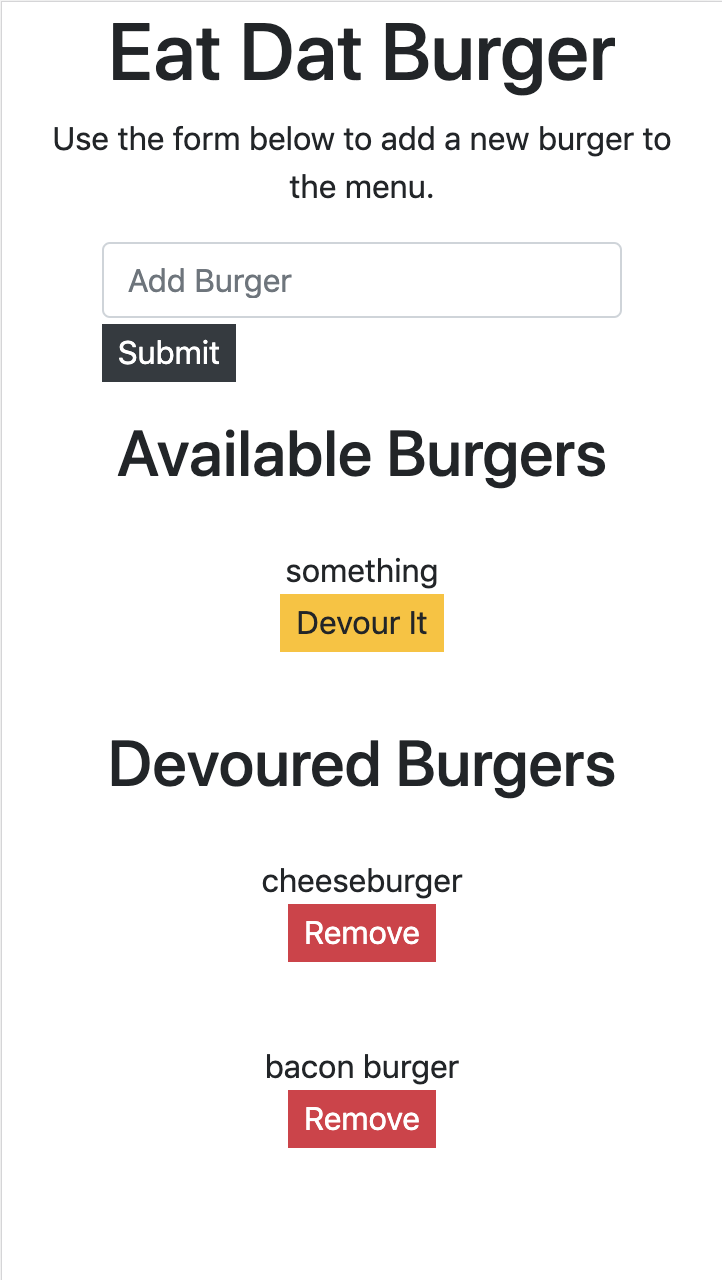 Eat Dat Burger
Use the form below to add a new burger to
the menu.
Add Burger
Submit
Available Burgers
something
Devour It
Devoured Burgers
cheeseburger
Remove
bacon burger
Remove